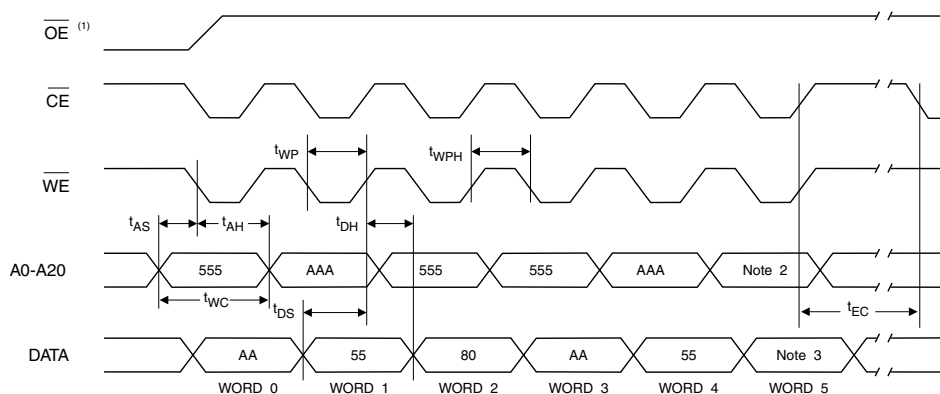 OE (1)
CE
tWP tWPH
WE
tAS tAH tDH
A0-A20 555 AAA 555 555 AAA Note 2
tWC tDS tEC
DATA AA 55 80 AA 55 Note 3
WORD 0 WORD 1 WORD 2 WORD 3 WORD 4 WORD 5